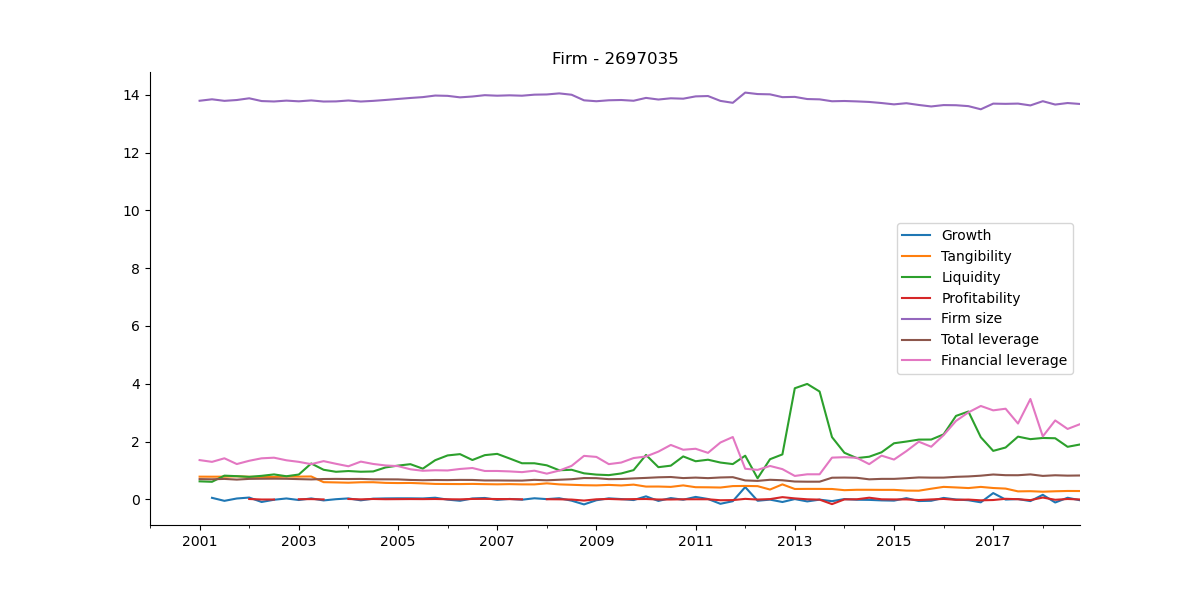 Firm - 2697035
14
12
10
8
6
4
2
0
Growth
Tangibility
Liquidity
Profitability
Firm size
Total leverage
Financial leverage
2001 2003 2005 2007 2009 2011 2013 2015 2017